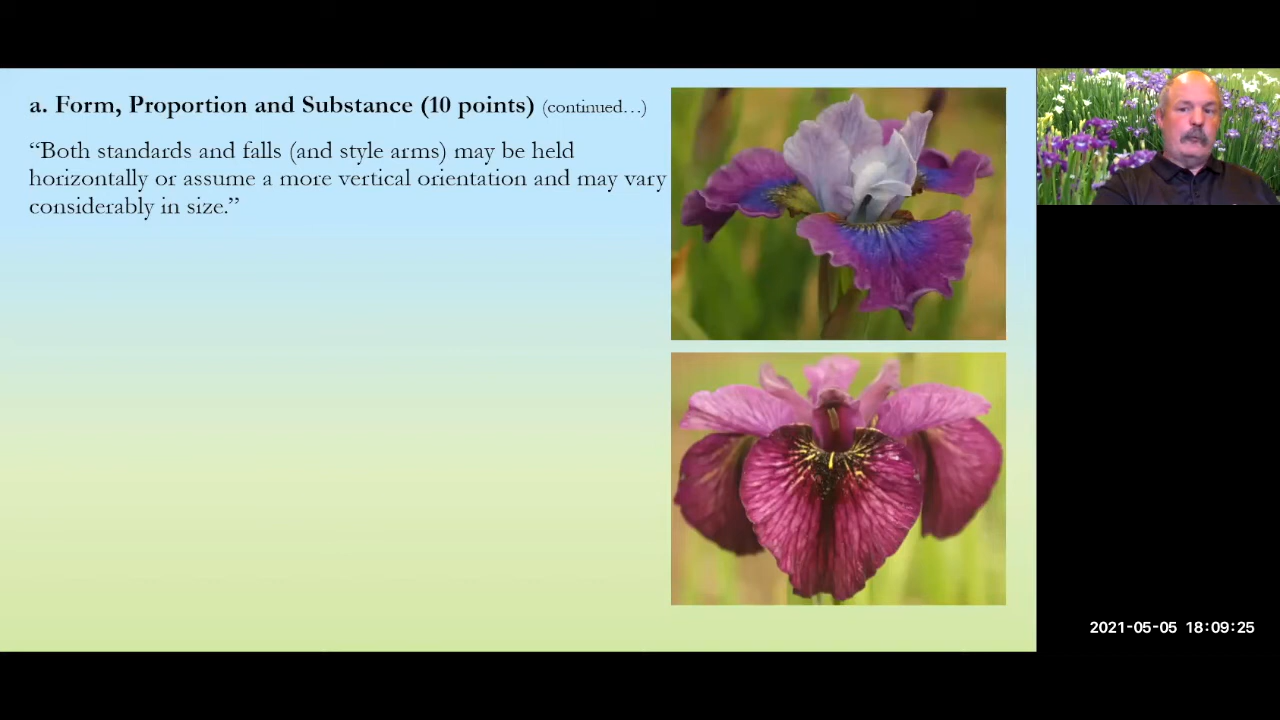 a. Form, Proportion and Substance (10 points) (continued…)
“Both standards and falls (and style arms) may be held
horizontally or assume a more vertical orientation and may vary
considerably in size.”
2021-05-05 18:09:25